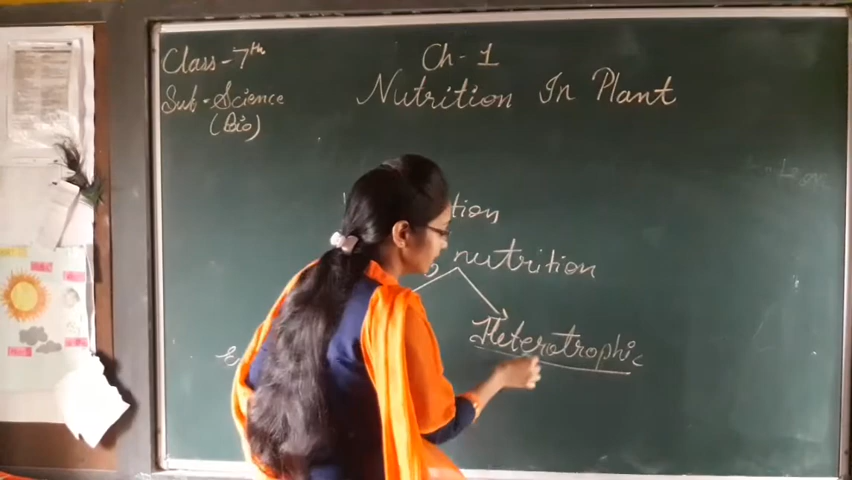 Class-7th
Sub-Science
(Bio)
Ch-1
Nutrition In Plant
tion
nutrition
Heterotrophic